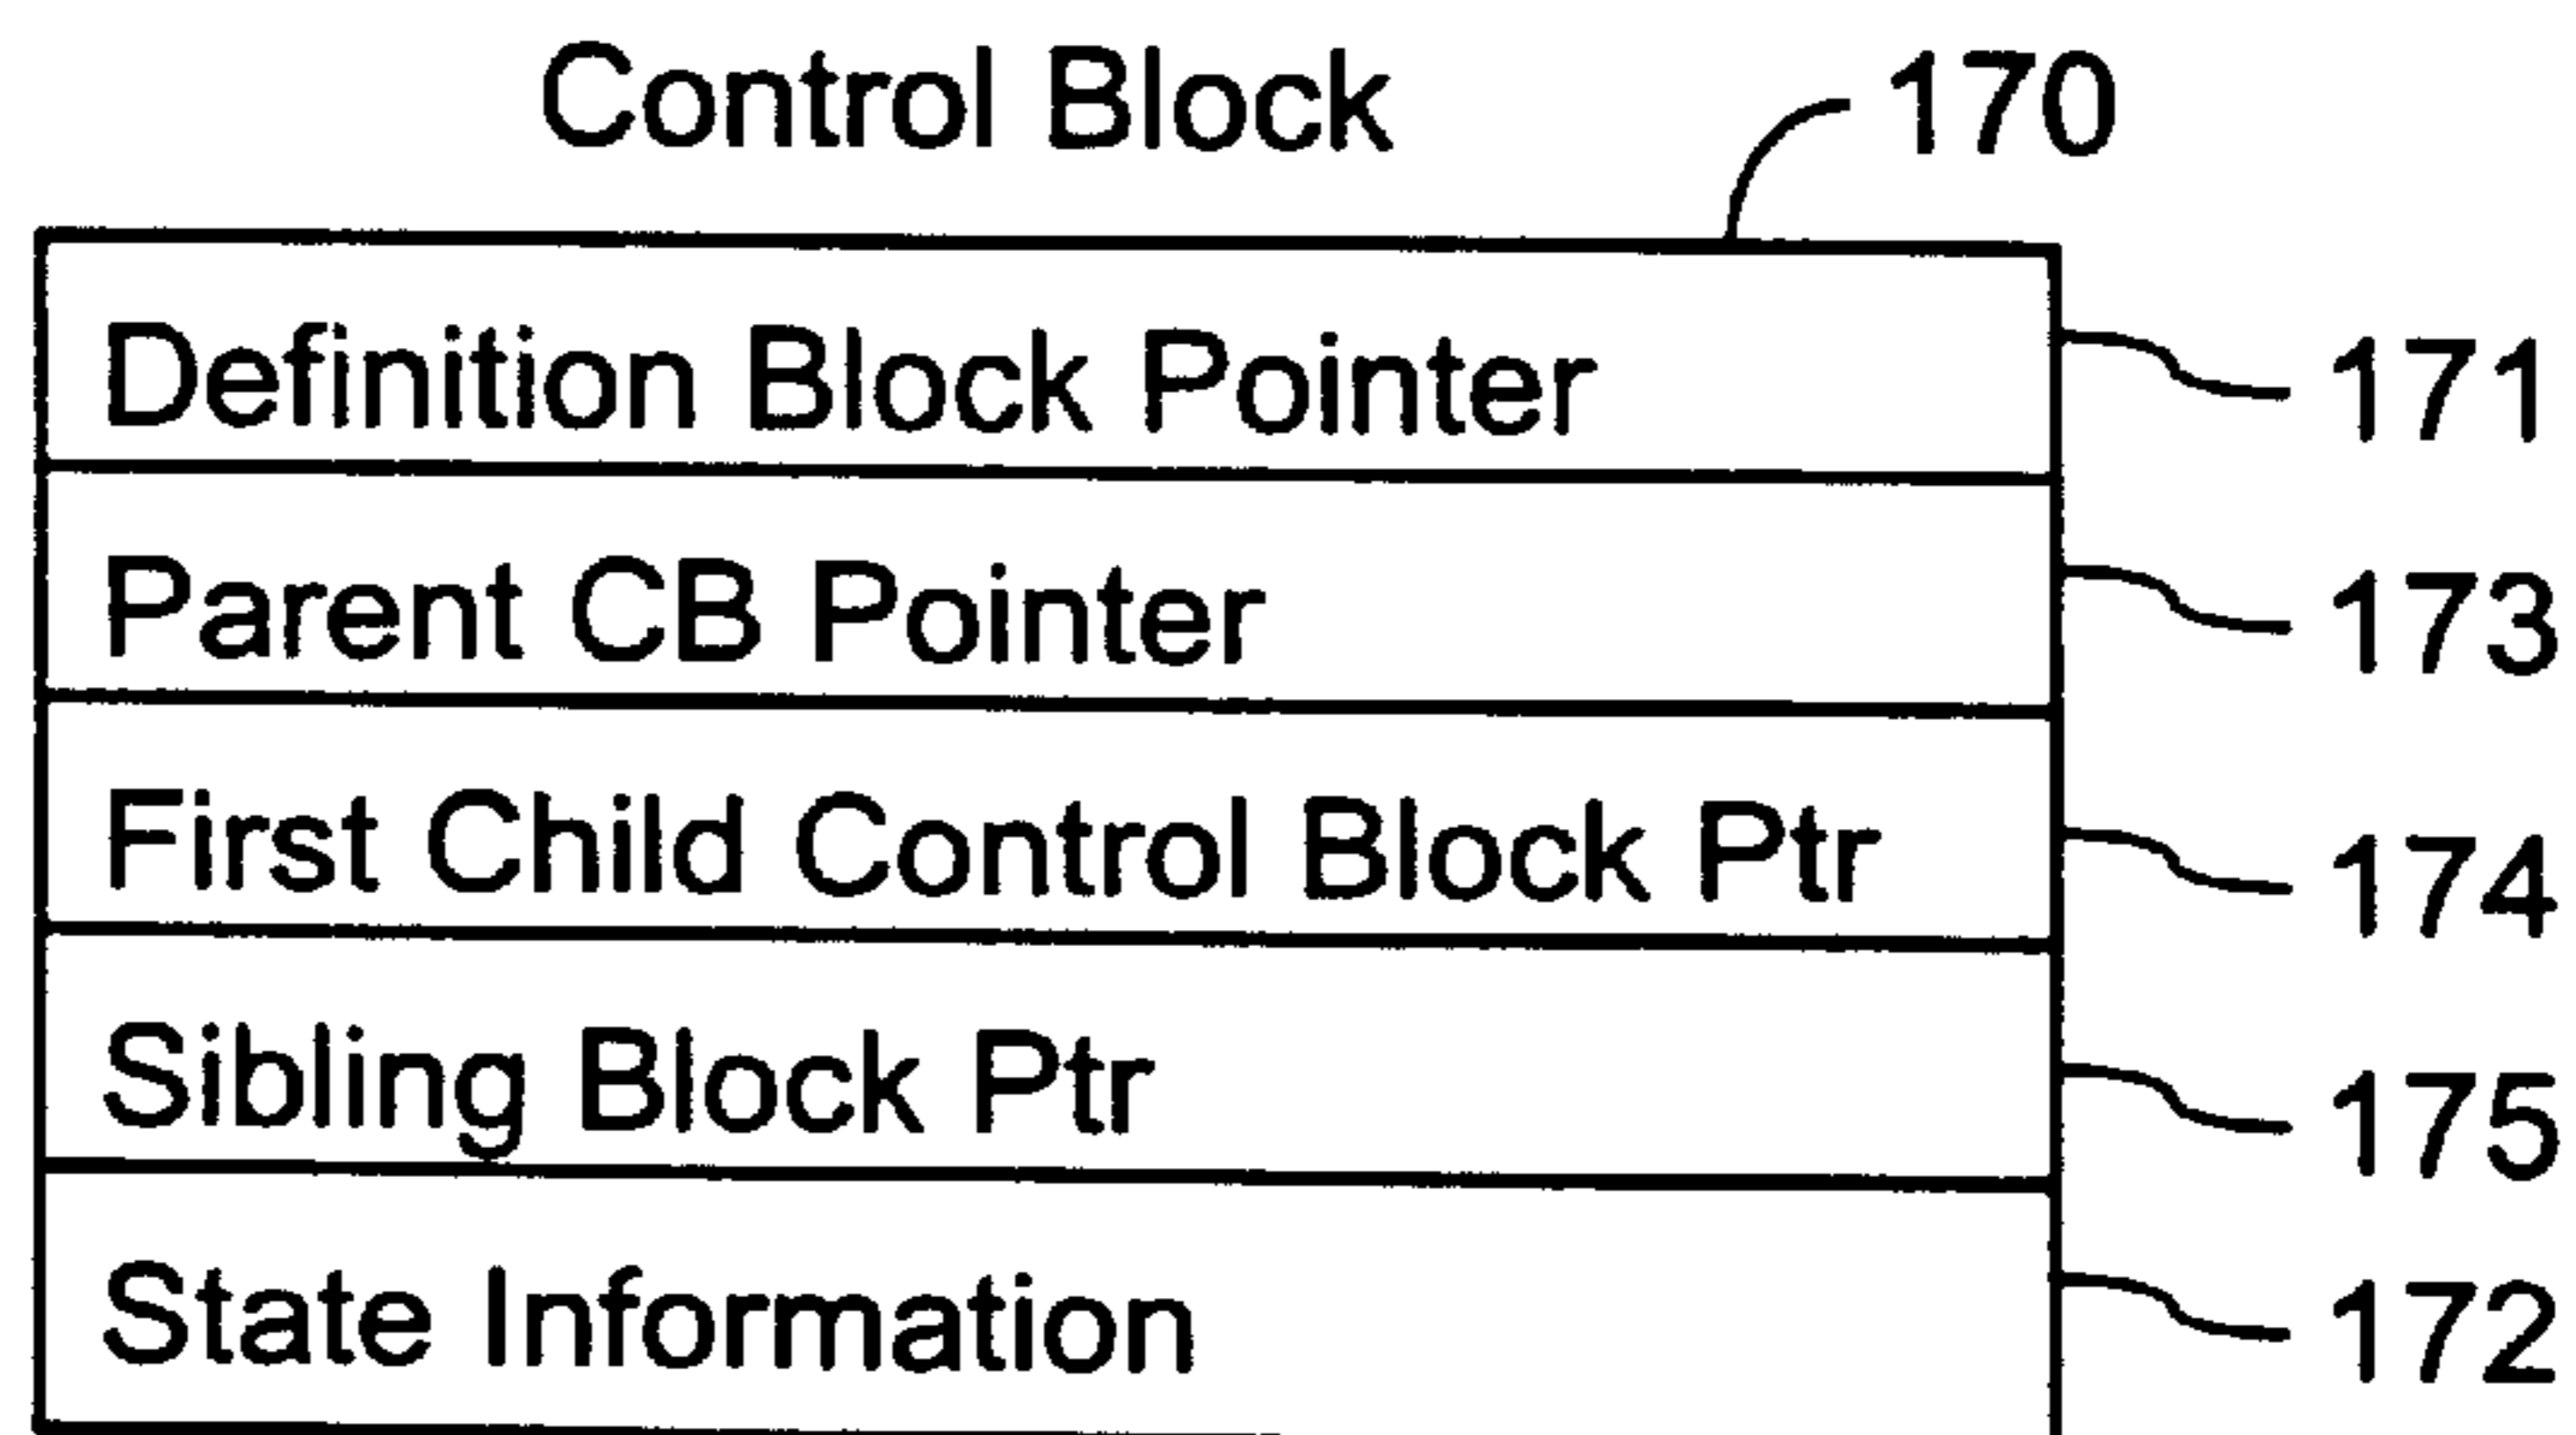 Control Block 170
Definition Block Pointer 171
Parent CB Pointer 173
First Child Control Block Ptr 174
Sibling Block Ptr 175
State Information 172